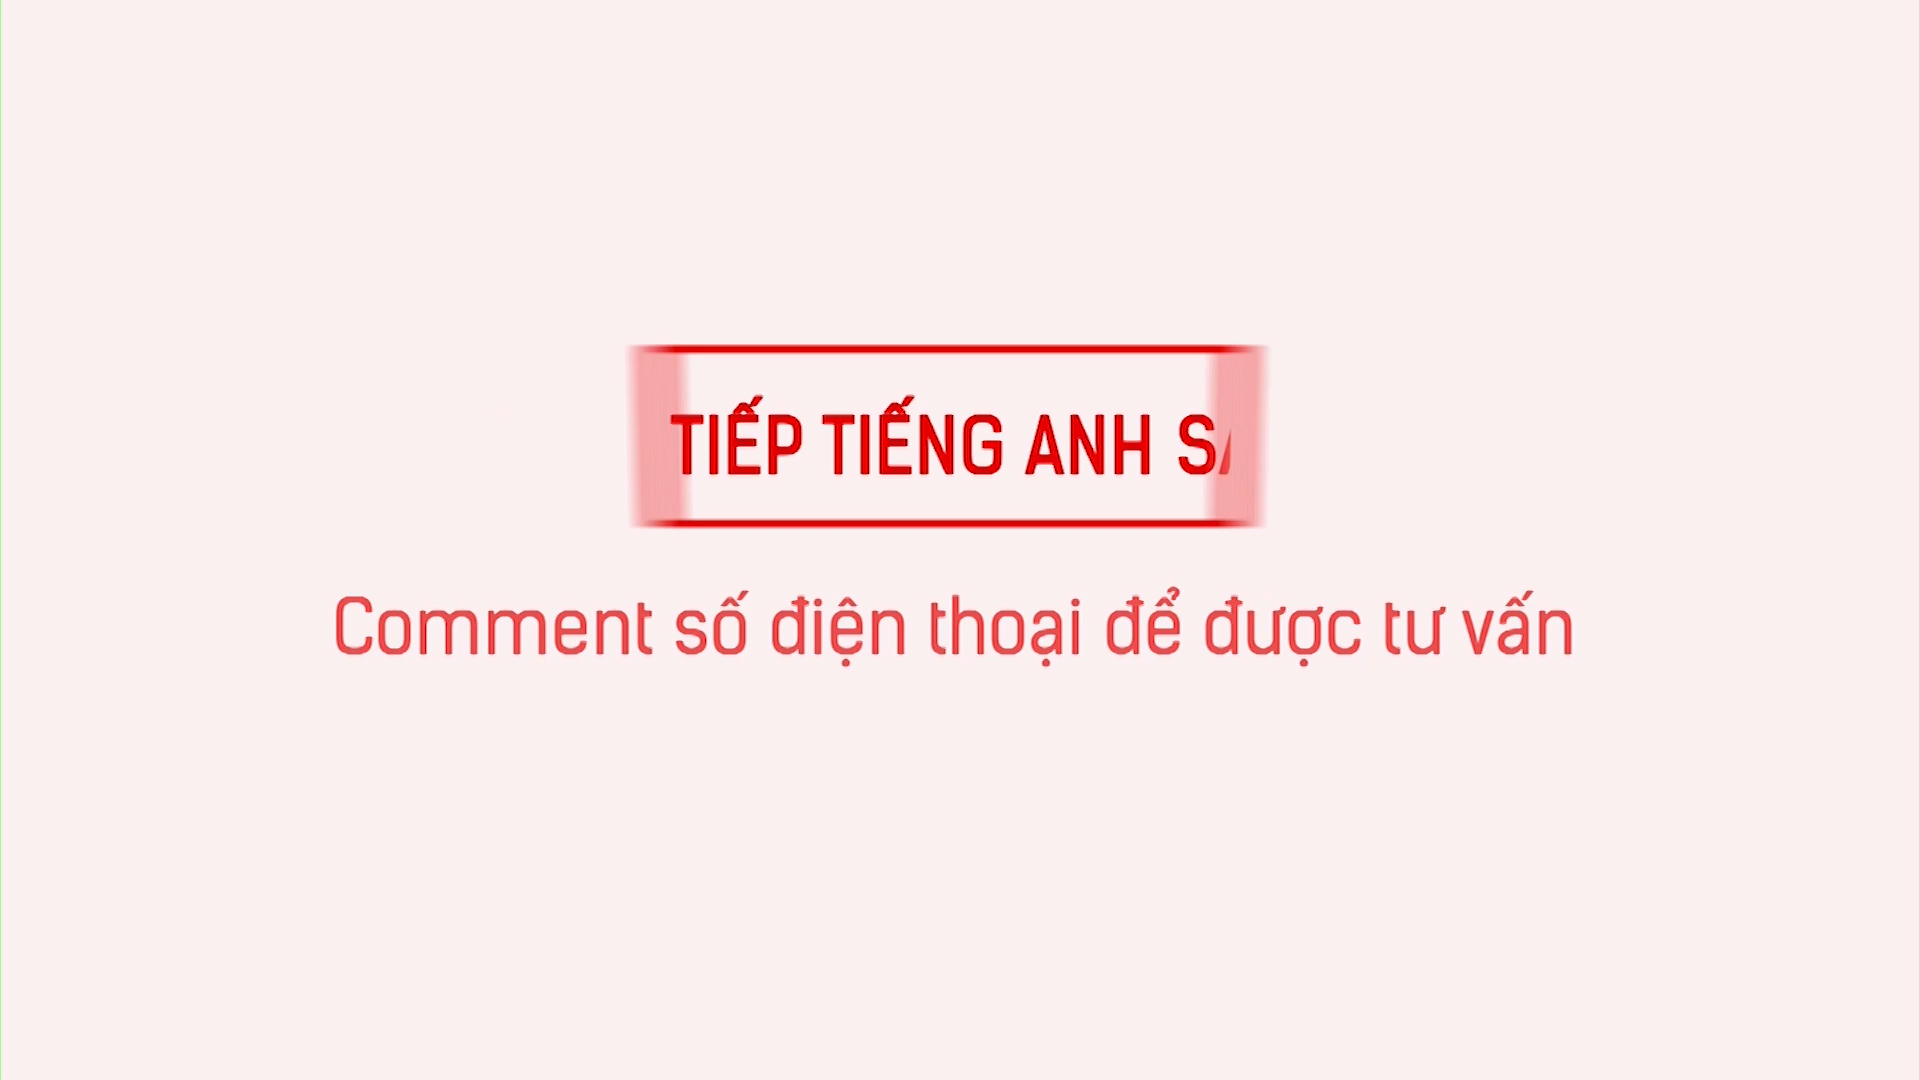 TIẾP TIẾNG ANH
Comment số điện thoại để được tư vấn